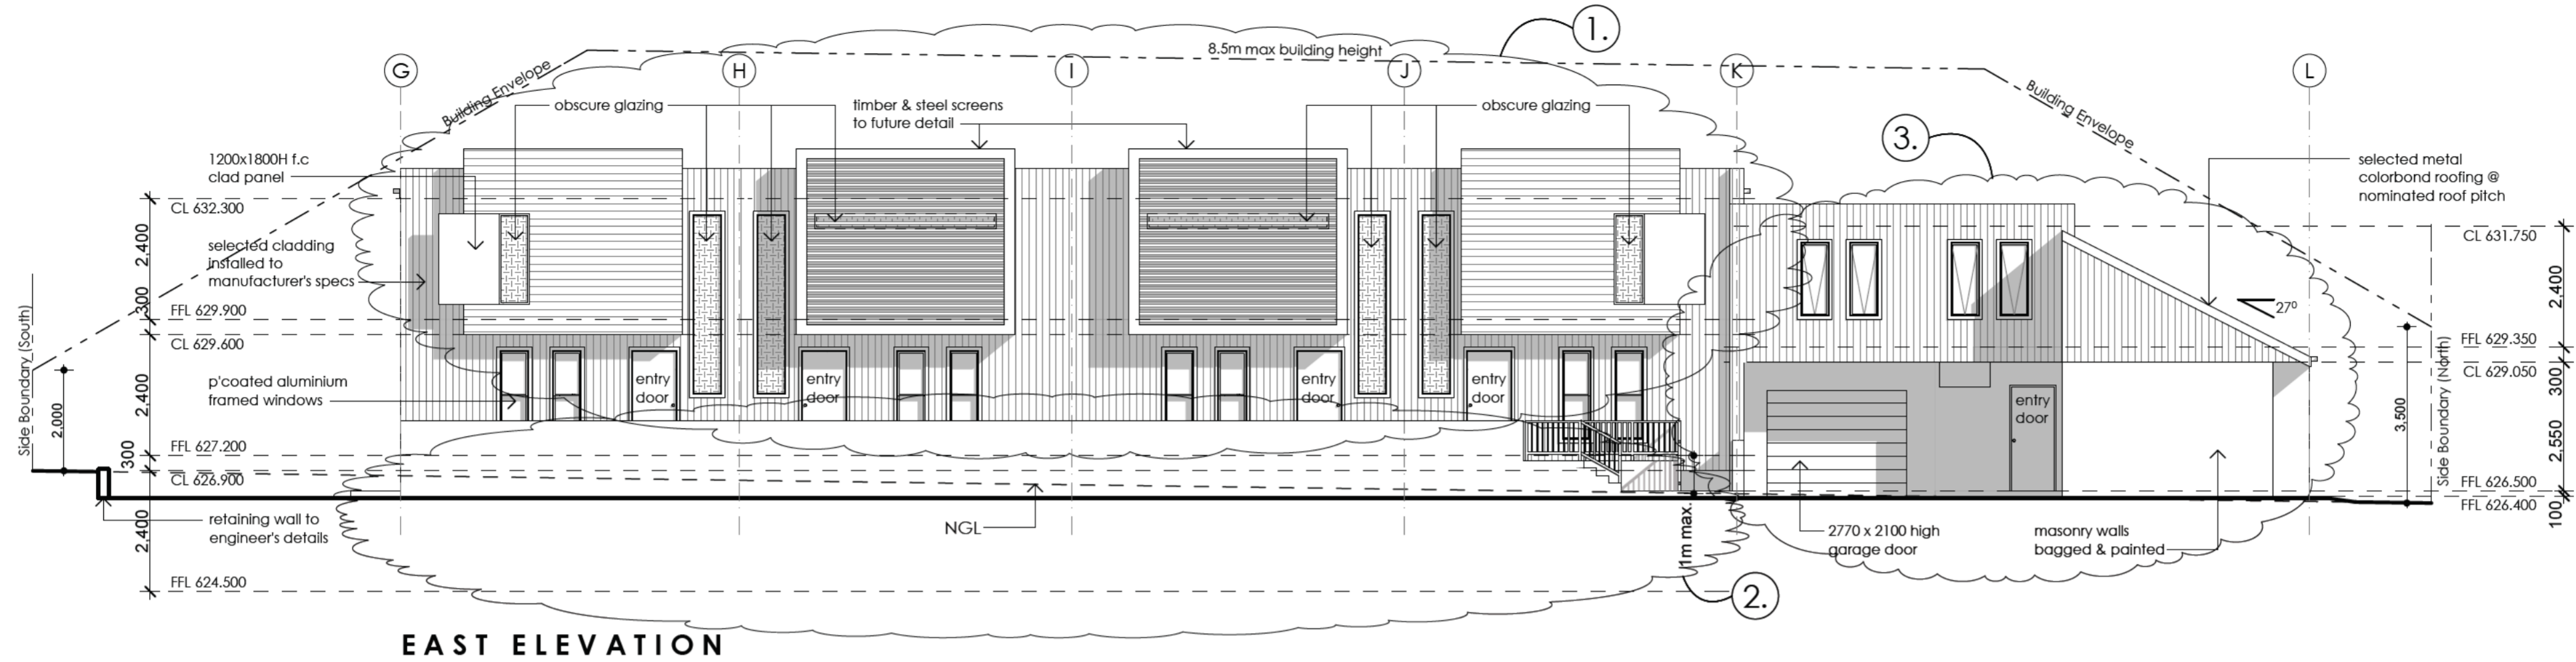 1.
8.5m max building height
G
H
I
J
K
L
Building Envelope
Building Envelope
obscure glazing
timber & steel screens
to future detail
obscure glazing
3.
1200x1800H f.c
clad panel
selected metal
colorbond roofing @
nominated roof pitch
CL 632.300
2,400
selected cladding
installed to
manufacturer's specs
300
FFL 629.900
CL 629.600
CL 631.750
2,400
27⁰
FFL 629.350
CL 629.050
300
Side Boundary (South)
2,000
2,400
p'coated aluminium
framed windows
entry
door
entry
door
entry
door
entry
door
entry
door
3,500
Side Boundary (North)
2,550
FFL 627.200
300
CL 626.900
FFL 626.500
FFL 626.400
100
retaining wall to
engineer's details
2,400
NGL
1m max.
2770 x 2100 high
garage door
masonry walls
bagged & painted
FFL 624.500
2.
EAST ELEVATION